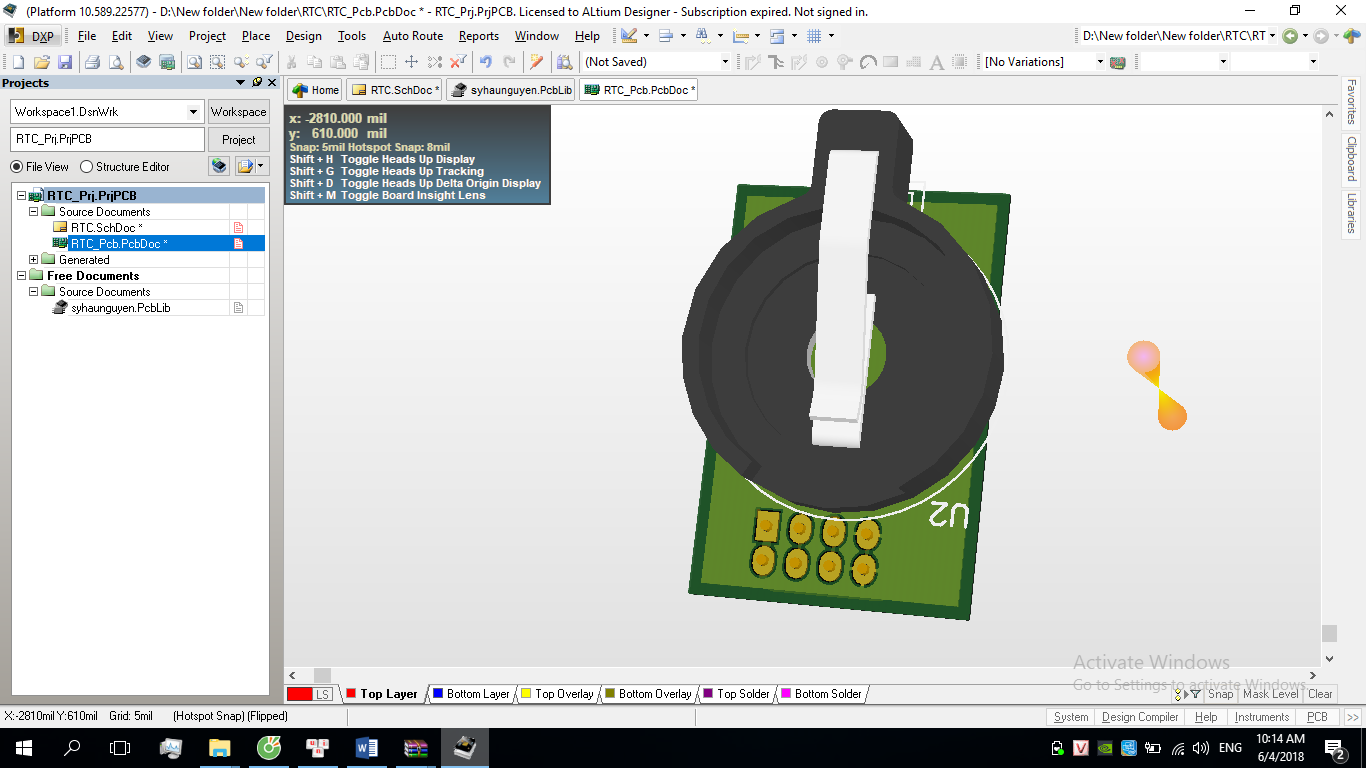 (Platform 10.589.22577) - D:\New folder\New folder\RTC\RTC_Pcb.PcbDoc * - RTC_Prj.PrjPCB. Licensed to ALtium Designer - Subscription expired. Not signed in.
DXP File Edit View Project Place Design Tools Auto Route Reports Window Help D:\New folder\New folder\RTC\RT
(Not Saved) [No Variations]
Projects
Home RTC.SchDoc * syhaunguyen.PcbLib RTC_Pcb.PcbDoc *
Workspace1.DsnWrk Workspace
RTC_Prj.PrjPCB Project
File View Structure Editor
RTC_Prj.PrjPCB
Source Documents
RTC.SchDoc *
RTC_Pcb.PcbDoc *
Generated
Free Documents
Source Documents
syhaunguyen.PcbLib
x: -2810.000 mil
y: 610.000 mil
Snap: 5mil Hotspot Snap: 8mil
Shift + H Toggle Heads Up Display
Shift + G Toggle Heads Up Tracking
Shift + D Toggle Heads Up Delta Origin Display
Shift + M Toggle Board Insight Lens
U2
Favorites
Clipboard
Libraries
Activate Windows
Go to Settings to activate Windows.
LS Top Layer Bottom Layer Top Overlay Bottom Overlay Top Solder Bottom Solder Snap Mask Level Clear
X:-2810mil Y:610mil Grid: 5mil (Hotspot Snap) (Flipped) System Design Compiler Help Instruments PCB >>
ENG 10:14 AM
6/4/2018
2